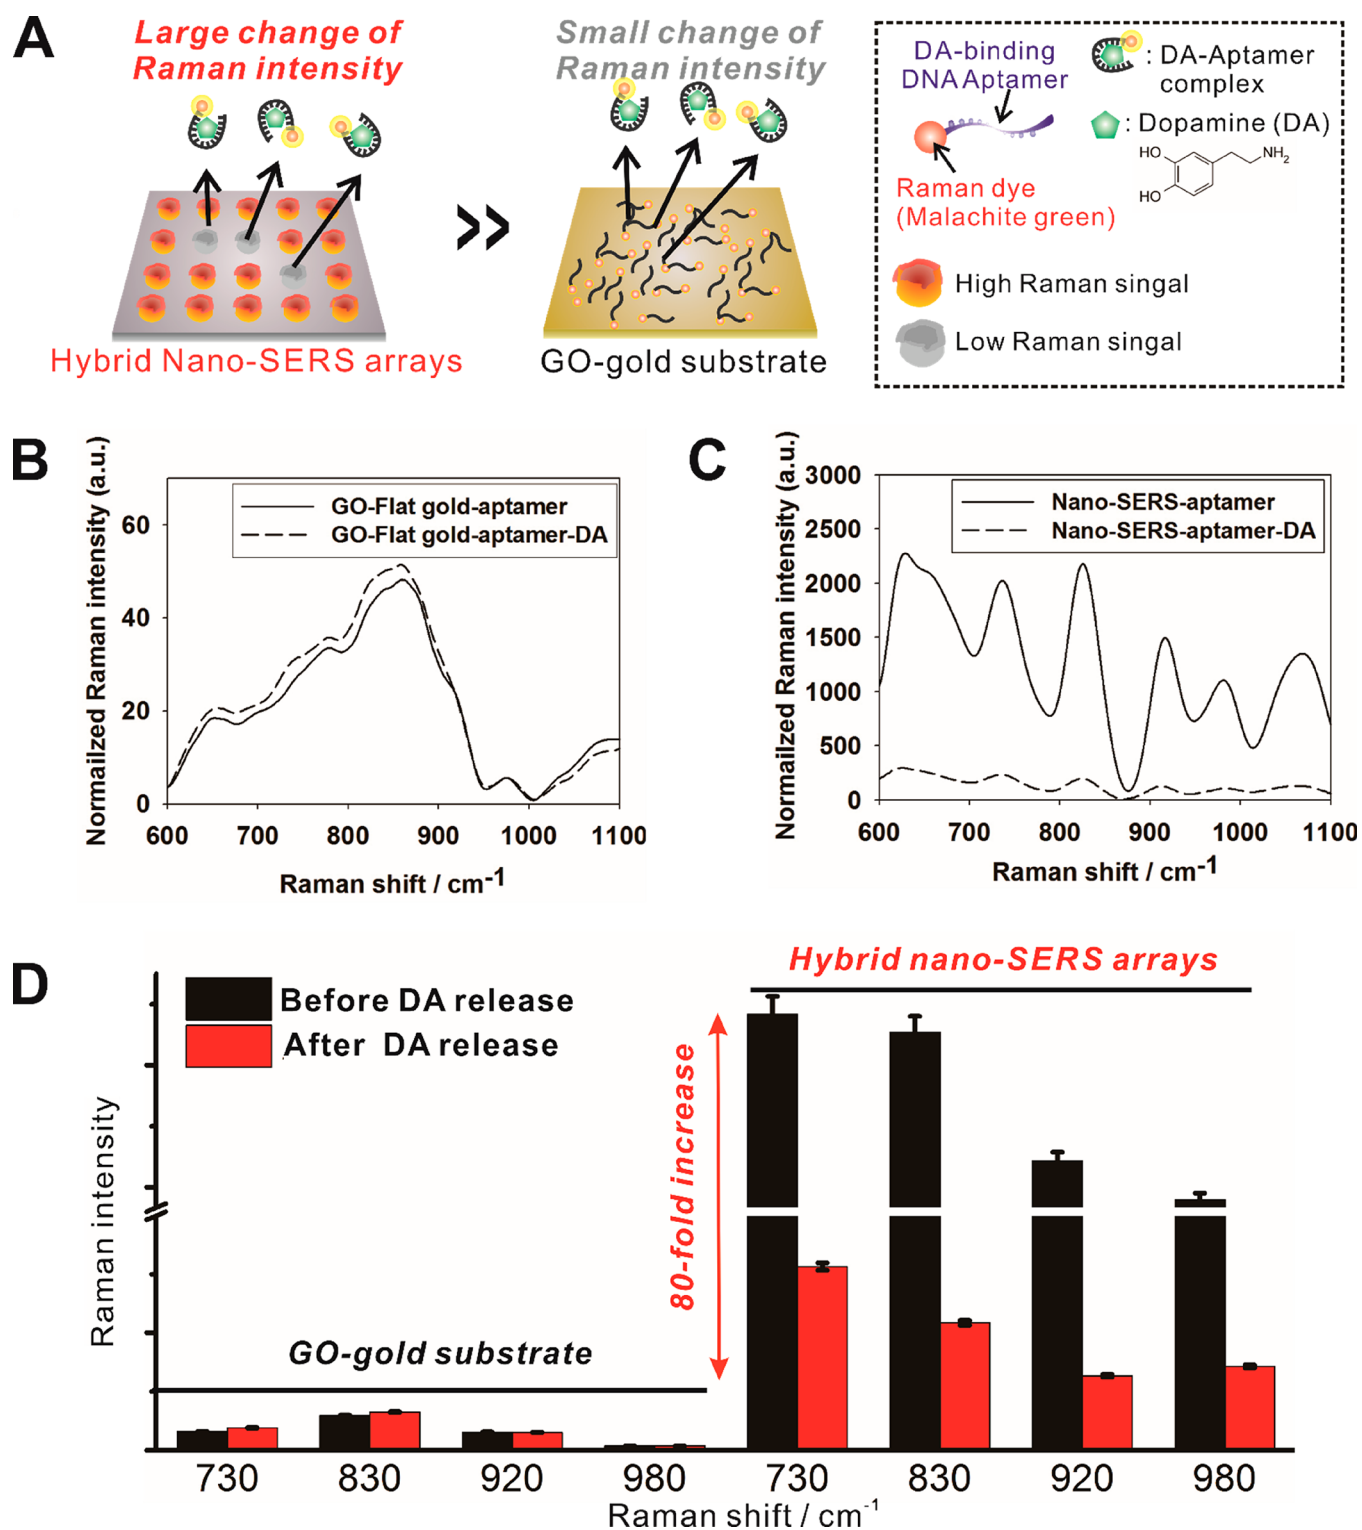 A
Large change of
Raman intensity
Small change of
Raman intensity
>>
Hybrid Nano-SERS arrays
GO-gold substrate
DA-binding
DNA Aptamer
Raman dye
(Malachite green)
: DA-Aptamer
complex
: Dopamine (DA)
HO
HO
NH2
High Raman singal
Low Raman singal
B
Normailzed Raman intensity (a.u.)
GO-Flat gold-aptamer
GO-Flat gold-aptamer-DA
60
40
20
0
600 700 800 900 1000 1100
Raman shift / cm-1
C
Normailzed Raman intensity (a.u.)
Nano-SERS-aptamer
Nano-SERS-aptamer-DA
3000
2500
2000
1500
1000
500
0
600 700 800 900 1000 1100
Raman shift / cm-1
D
Before DA release
After DA release
Hybrid nano-SERS arrays
80-fold increase
GO-gold substrate
Raman intensity
730 830 920 980 730 830 920 980
Raman shift / cm-1